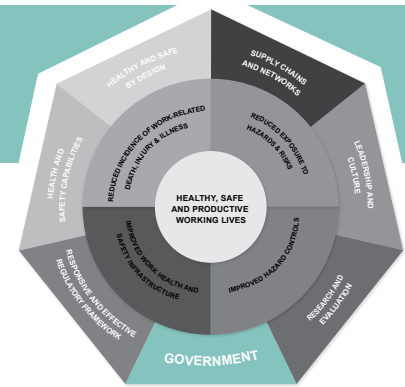 HEALTHY AND SAFE
BY DESIGN
SUPPLY CHAINS
AND NETWORKS
LEADERSHIP AND
CULTURE
RESEARCH AND
EVALUATION
GOVERNMENT
RESPONSIVE AND EFFECTIVE
REGULATORY FRAMEWORK
HEALTH AND
SAFETY CAPABILITIES
REDUCED INCIDENCE OF WORK-RELATED
DEATH, INJURY & ILLNESS
REDUCED EXPOSURE TO
HAZARDS & RISKS
IMPROVED HAZARD CONTROLS
IMPROVED WORK HEALTH AND
SAFETY INFRASTRUCTURE
HEALTHY, SAFE
AND PRODUCTIVE
WORKING LIVES